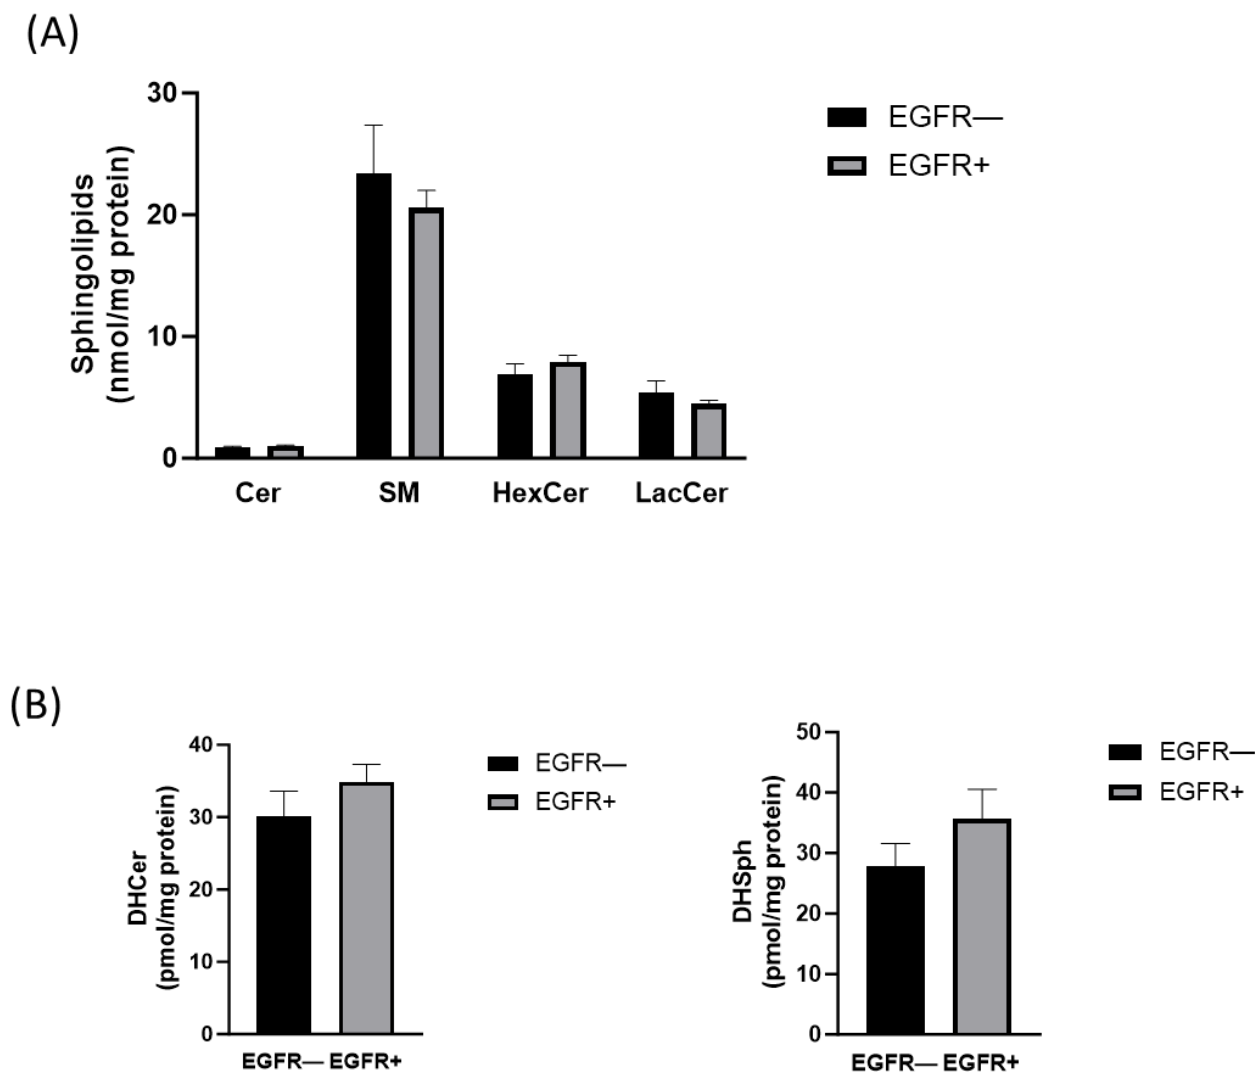 (A)
Sphingolipids
(nmol/mg protein)
30
20
10
0
Cer SM HexCer LacCer
EGFR—
EGFR+
(B)
DHCer
(pmol/mg protein)
40
30
20
10
0
EGFR— EGFR+
EGFR—
EGFR+
DHSph
(pmol/mg protein)
50
40
30
20
10
0
EGFR— EGFR+
EGFR—
EGFR+